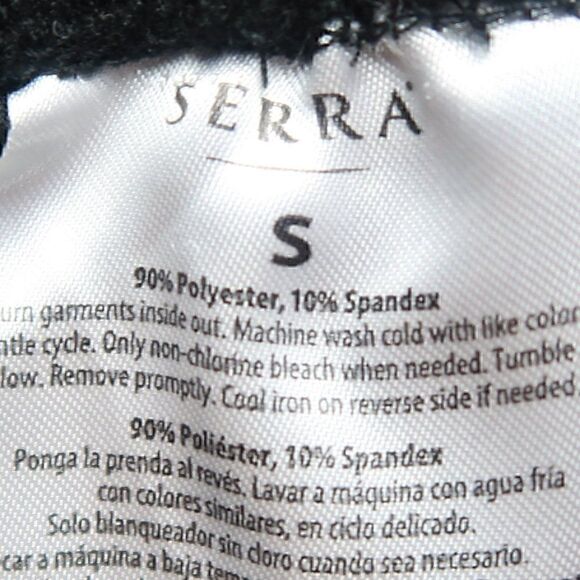 SERRA
S
90% Polyester, 10% Spandex
urn garments inside out. Machine wash cold with like color
ntle cycle. Only non-chlorine bleach when needed. Tumble
low. Remove promptly. Cool iron on reverse side if needed.
90% Poliéster, 10% Spandex
Ponga la prenda al revés. Lavar a máquina con agua fría
con colores similares, en ciclo delicado.
Solo blanqueador sin cloro cuando sea necesario.
car a máquina a baja temp